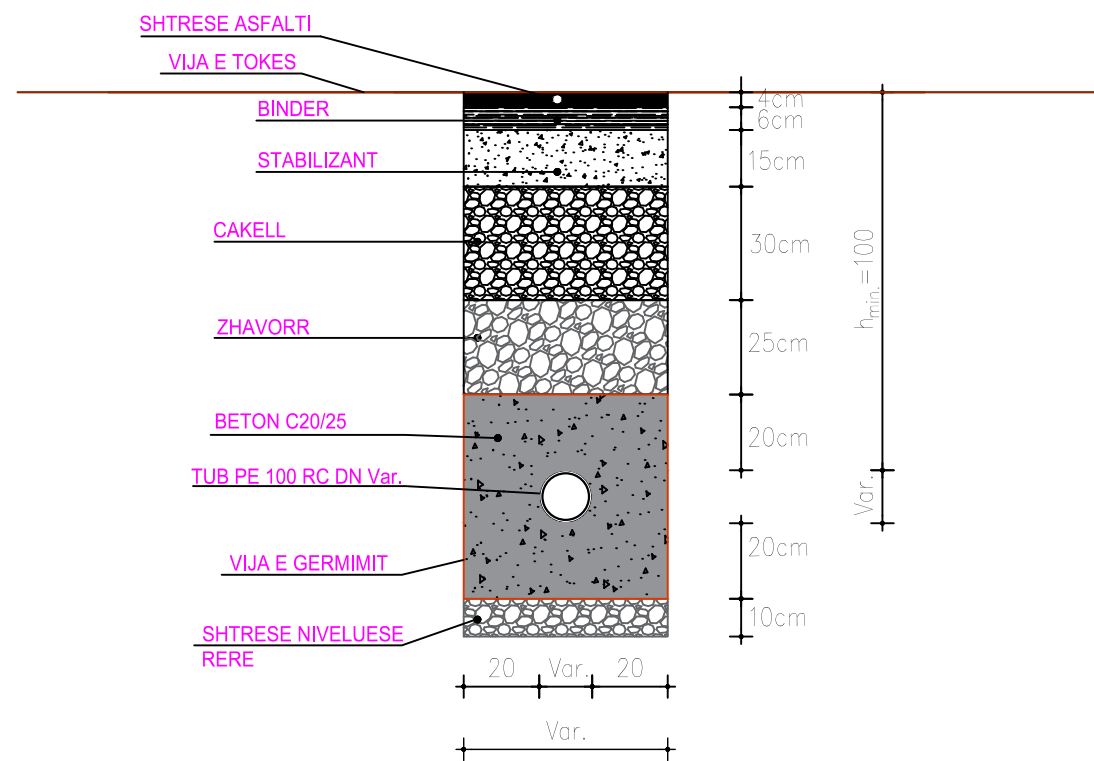 SHTRESE ASFALTI
VIJA E TOKES
BINDER
STABILIZANT
CAKELL
ZHAVORR
BETON C20/25
TUB PE 100 RC DN Var.
VIJA E GERMIMIT
SHTRESE NIVELUESE
RERE
4cm
6cm
15cm
30cm
25cm
20cm
20cm
10cm
hmin.=100
Var.
20 Var. 20
Var.